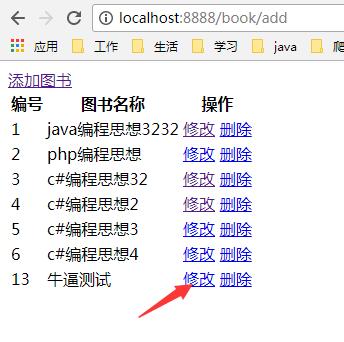 localhost:8888/book/add
应用 工作 生活 学习 java
添加图书
编号 图书名称 操作
1 java编程思想3232 修改 删除
2 php编程思想 修改 删除
3 c#编程思想32 修改 删除
4 c#编程思想2 修改 删除
5 c#编程思想3 修改 删除
6 c#编程思想4 修改 删除
13 牛逼测试 修改 删除